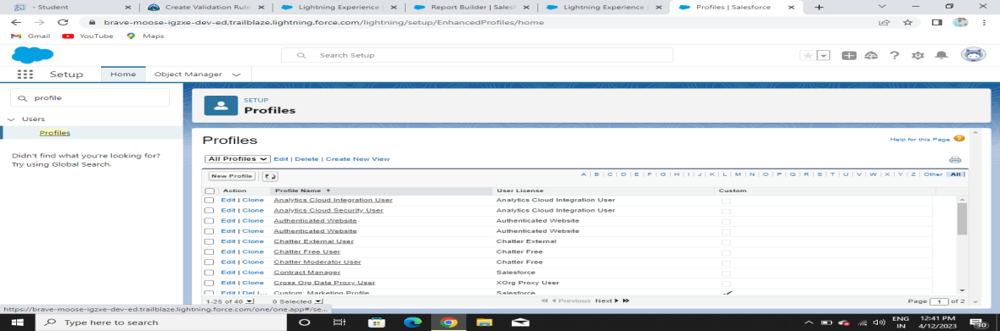 - Student
Create Validation Rule
Lightning Experience
Report Builder | Sales
Lightning Experience
Profiles | Salesforce
brave-moose-igzxe-dev-ed.trailblaze.lightning.force.com/lightning/setup/EnhancedProfiles/home
Gmail YouTube Maps
Search Setup
Setup Home Object Manager
profile
Users
Profiles
Didn't find what you're looking for?
Try using Global Search.
SETUP
Profiles
Profiles
Help for this Page
All Profiles Edit | Delete | Create New View
New Profile A | B | C | D | E | F | G | H | I | J | K | L | M | N | O | P | Q | R | S | T | U | V | W | X | Y | Z | Other | All
Action Profile Name ↑ User License Custom
Edit | Clone Analytics Cloud Integration User Analytics Cloud Integration User
Edit | Clone Analytics Cloud Security User Analytics Cloud Integration User
Edit | Clone Authenticated Website Authenticated Website
Edit | Clone Authenticated Website Authenticated Website
Edit | Clone Chatter External User Chatter External
Edit | Clone Chatter Free User Chatter Free
Edit | Clone Chatter Moderator User Chatter Free
Edit | Clone Contract Manager Salesforce
Edit | Clone Cross Org Data Proxy User XOrg Proxy User
Edit | Del | ... Custom: Marketing Profile Salesforce
1-25 of 40 0 Selected Previous Next Page 1 of 2
https://brave-moose-igzxe-dev-ed.trailblaze.lightning.force.com/one/one.app#/se...
Type here to search
ENG
IN
12:41 PM
4/12/2023
30